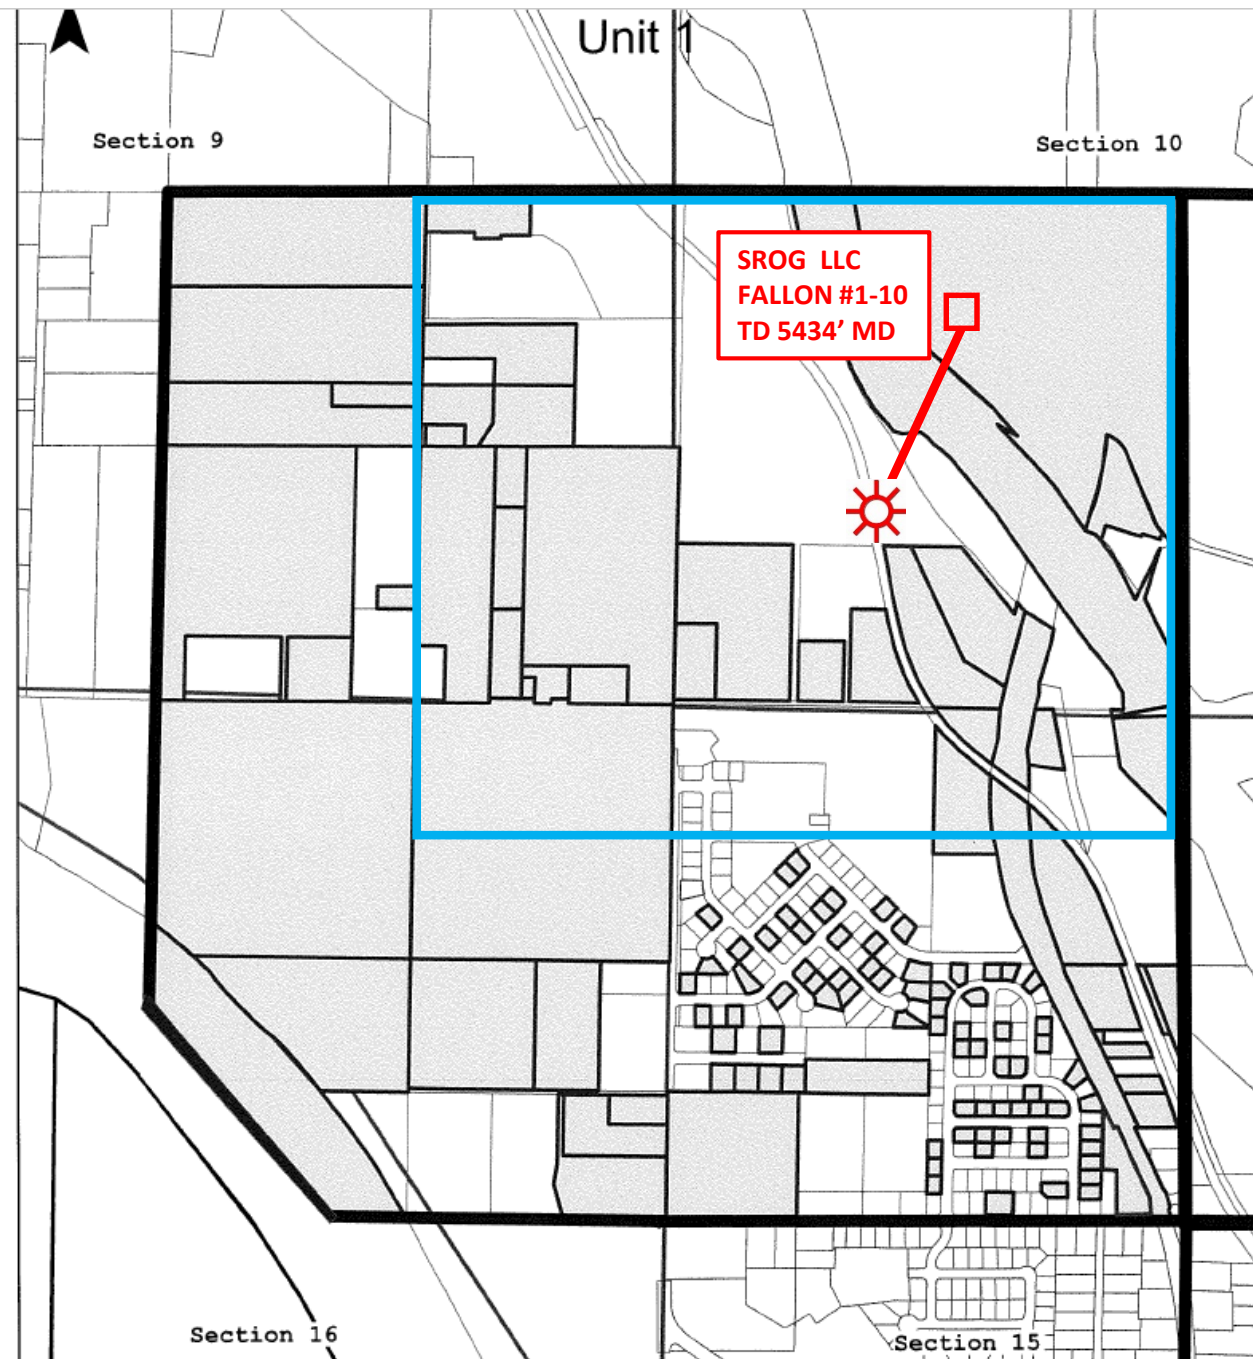 Unit 1
Section 9
Section 10
SROG LLC
FALLON #1-10
TD 5434’ MD
Section 16
Section 15